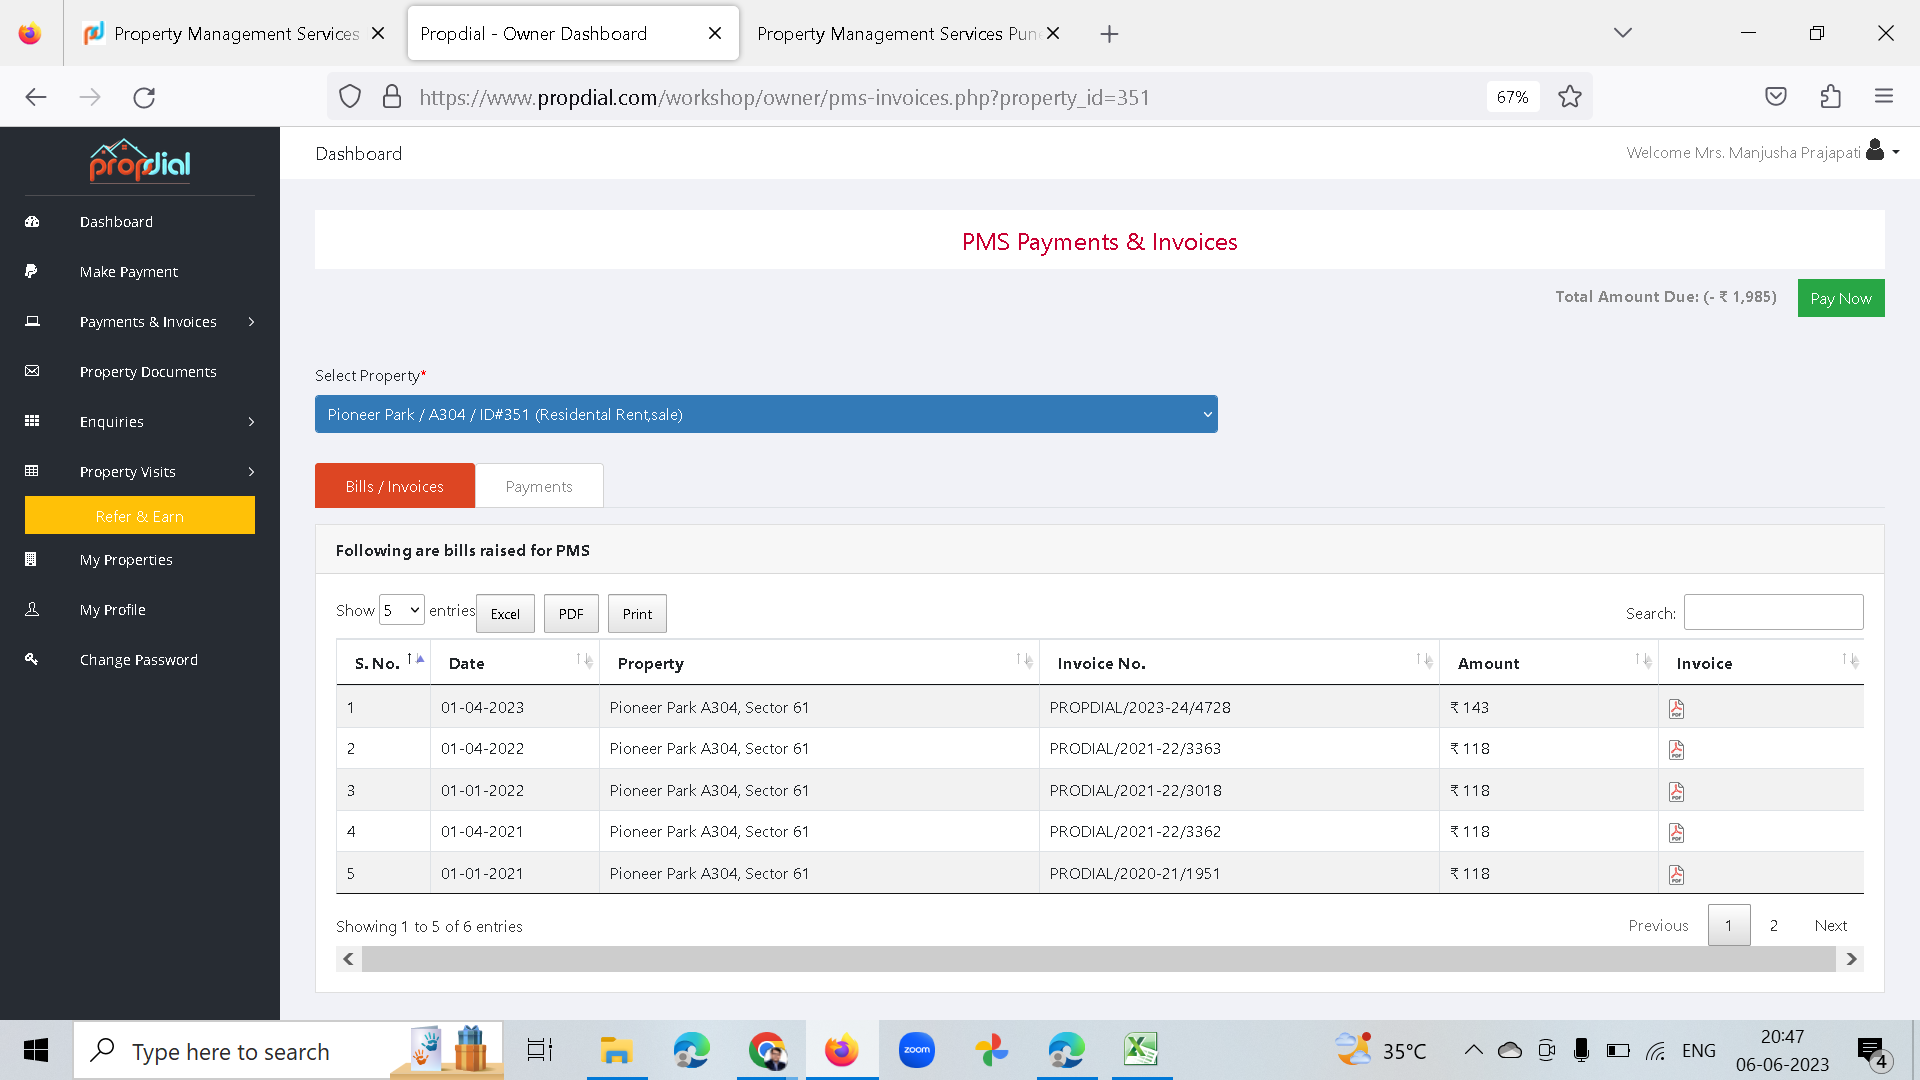 Property Management Services
Propdial - Owner Dashboard
Property Management Services Pune
https://www.propdial.com/workshop/owner/pms-invoices.php?property_id=351
67%
propdial
Dashboard
Welcome Mrs. Manjusha Prajapati
Dashboard
Make Payment
Payments & Invoices
Property Documents
Enquiries
Property Visits
Refer & Earn
My Properties
My Profile
Change Password
PMS Payments & Invoices
Total Amount Due: (- ₹ 1,985)
Pay Now
Select Property*
Pioneer Park / A304 / ID#351 (Residental Rent,sale)
Bills / Invoices
Payments
Following are bills raised for PMS
Show 5 entries
Excel
PDF
Print
Search:
S. No. Date Property Invoice No. Amount Invoice
1 01-04-2023 Pioneer Park A304, Sector 61 PROPDIAL/2023-24/4728 ₹ 143
2 01-04-2022 Pioneer Park A304, Sector 61 PRODIAL/2021-22/3363 ₹ 118
3 01-01-2022 Pioneer Park A304, Sector 61 PRODIAL/2021-22/3018 ₹ 118
4 01-04-2021 Pioneer Park A304, Sector 61 PRODIAL/2021-22/3362 ₹ 118
5 01-01-2021 Pioneer Park A304, Sector 61 PRODIAL/2020-21/1951 ₹ 118
Showing 1 to 5 of 6 entries
Previous 1 2 Next
Type here to search
zoom
35°C
ENG
20:47
06-06-2023
4